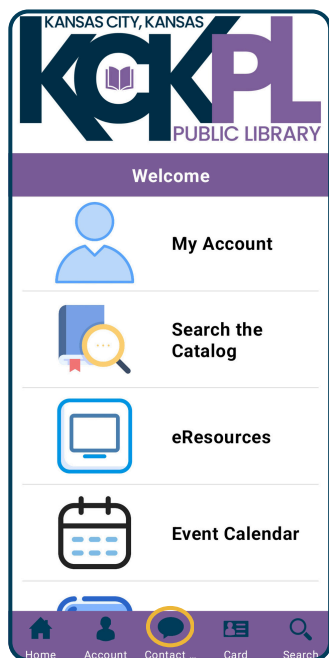 KANSAS CITY, KANSAS
KCKPL
PUBLIC LIBRARY
Welcome
My Account
Search the
Catalog
eResources
Event Calendar
Home Account Contact ... Card Search